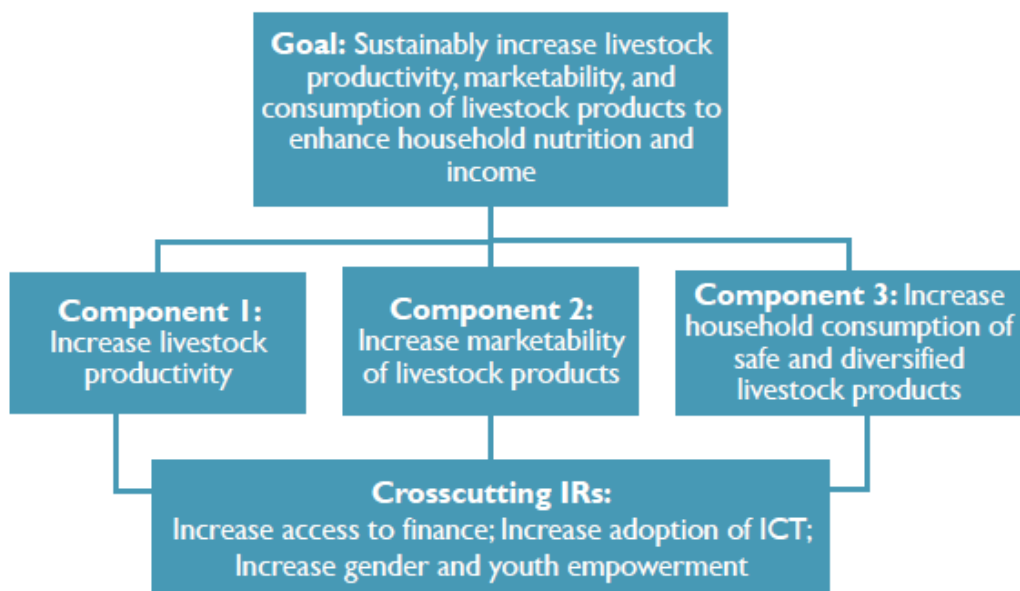 Goal: Sustainably increase livestock
productivity, marketability, and
consumption of livestock products to
enhance household nutrition and
income
Component 1:
Increase livestock
productivity
Component 2:
Increase marketability
of livestock products
Component 3: Increase
household consumption of
safe and diversified
livestock products
Crosscutting IRs:
Increase access to finance; Increase adoption of ICT;
Increase gender and youth empowerment